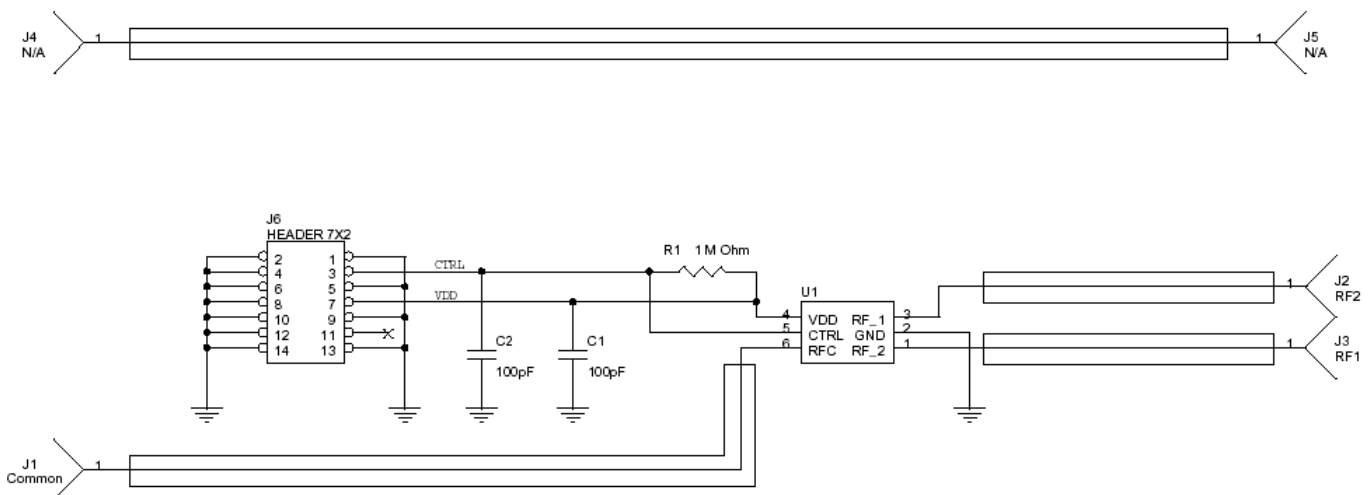 J4
N/A
1
1
J5
N/A
J6
HEADER 7X2
2 1
4 3
6 5
8 7
10 9
12 11
14 13
CTRL
VDD
R1 1 M Ohm
C2
100pF
C1
100pF
U1
4 VDD RF_1 3
5 CTRL GND 2
6 RFC RF_2 1
1
J2
RF2
1
J3
RF1
J1
Common
1